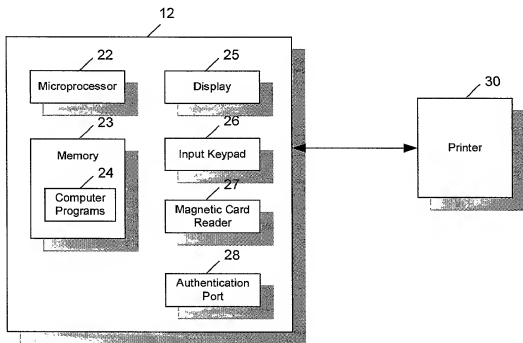 12
22
Microprocessor
25
Display
23
Memory
24
Computer
Programs
26
Input Keypad
27
Magnetic Card
Reader
28
Authentication
Port
30
Printer